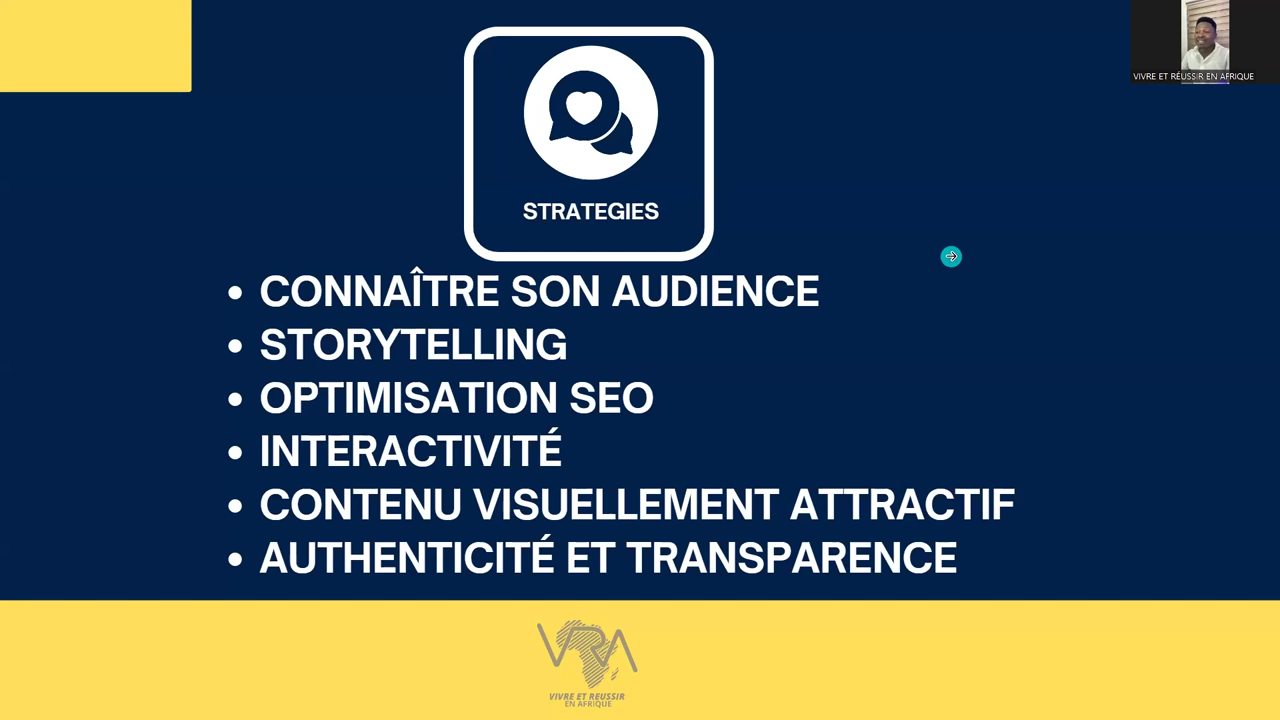 VIVRE ET RÉUSSIR EN AFRIQUE
STRATEGIES
• CONNAÎTRE SON AUDIENCE
• STORYTELLING
• OPTIMISATION SEO
• INTERACTIVITÉ
• CONTENU VISUELLEMENT ATTRACTIF
• AUTHENTICITÉ ET TRANSPARENCE
VRA
VIVRE ET REUSSIR
EN AFRIQUE